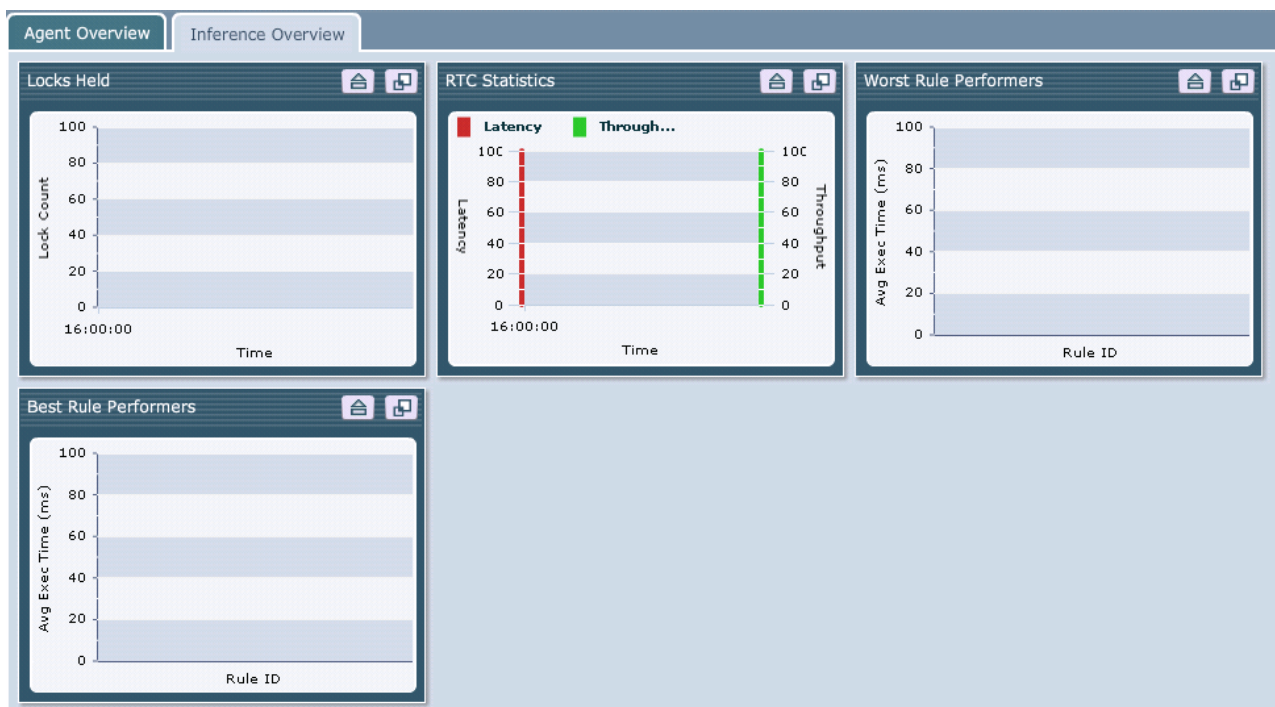 Agent Overview
Inference Overview
Locks Held
100
80
60
40
20
0
Lock Count
16:00:00
Time
RTC Statistics
Latency
Through...
100
80
60
40
20
0
Latency
100
80
60
40
20
0
Throughput
16:00:00
Time
Worst Rule Performers
100
80
60
40
20
0
Avg Exec Time (ms)
Rule ID
Best Rule Performers
100
80
60
40
20
0
Avg Exec Time (ms)
Rule ID